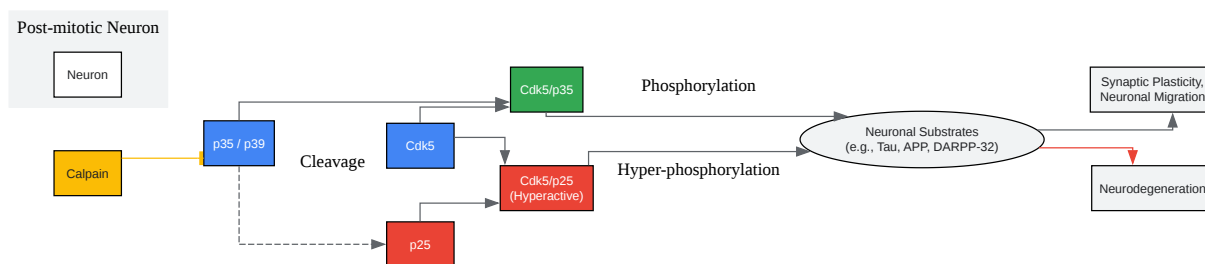 Post-mitotic Neuron
Neuron
Calpain
p35 / p39
Cleavage
Cdk5
p25
Cdk5/p35
Cdk5/p25
(Hyperactive)
Phosphorylation
Hyper-phosphorylation
Neuronal Substrates
(e.g., Tau, APP, DARPP-32)
Synaptic Plasticity,
Neuronal Migration
Neurodegeneration